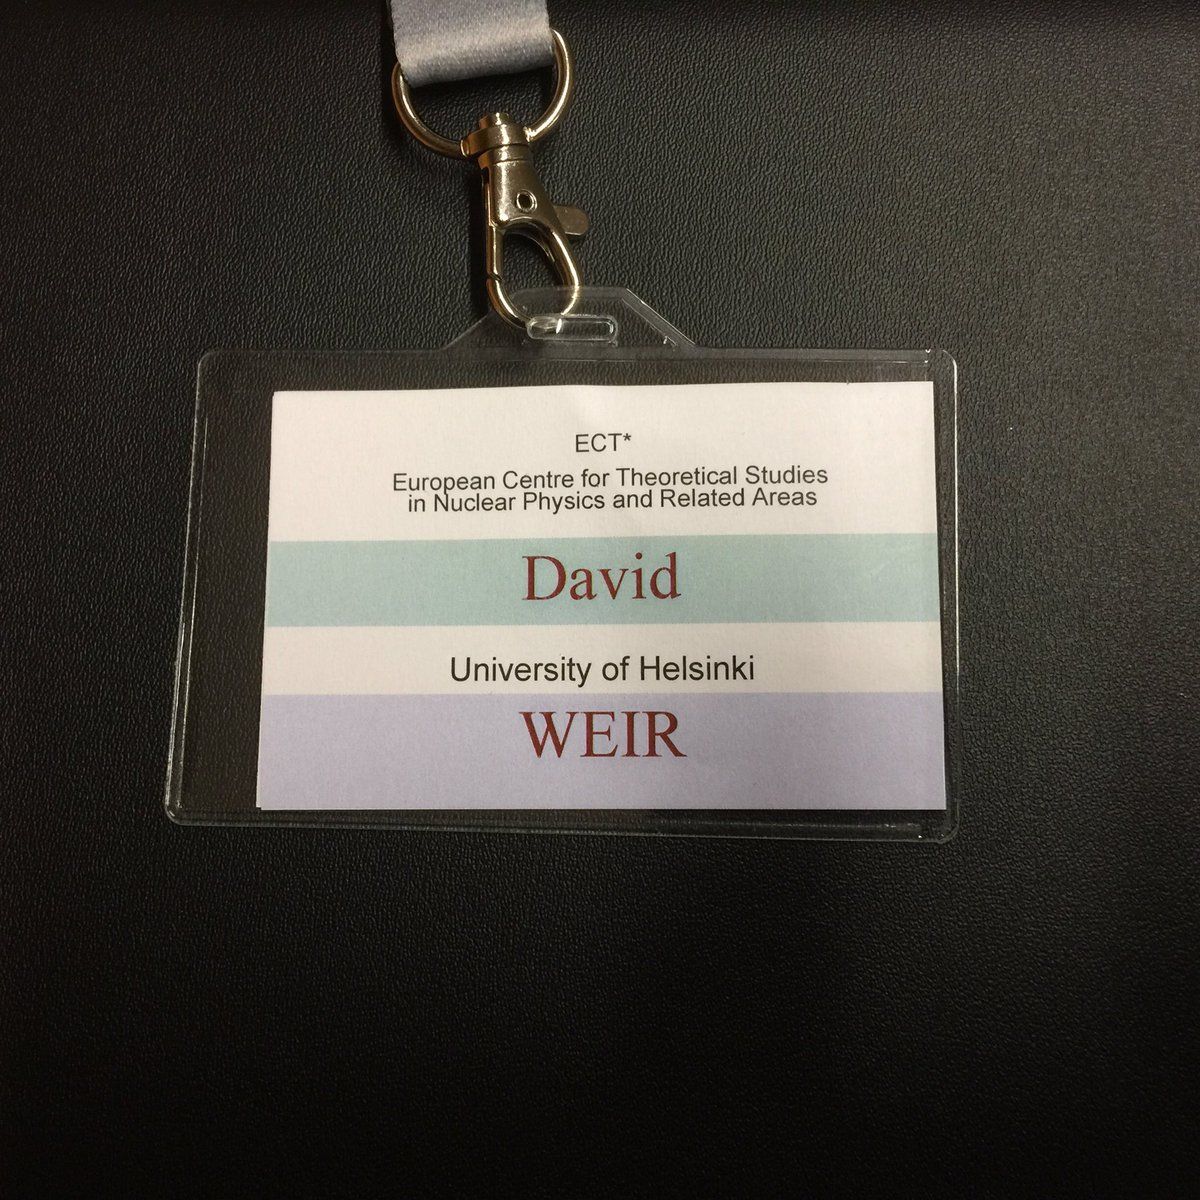 ECT*
European Centre for Theoretical Studies
in Nuclear Physics and Related Areas
David
University of Helsinki
WEIR